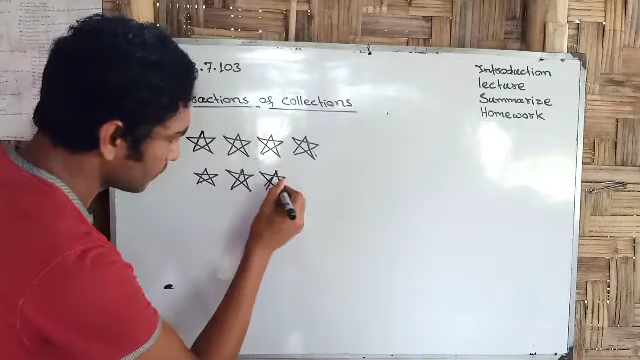 .7.103
actions of collections
Introduction
lecture
Summarize
Homework